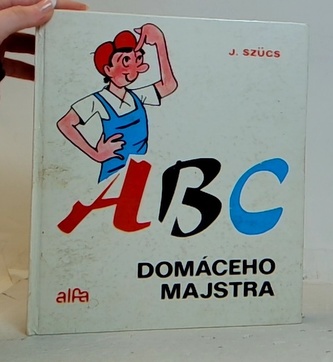 J. SZÜCS
ABC
DOMÁCEHO
MAJSTRA
alfa